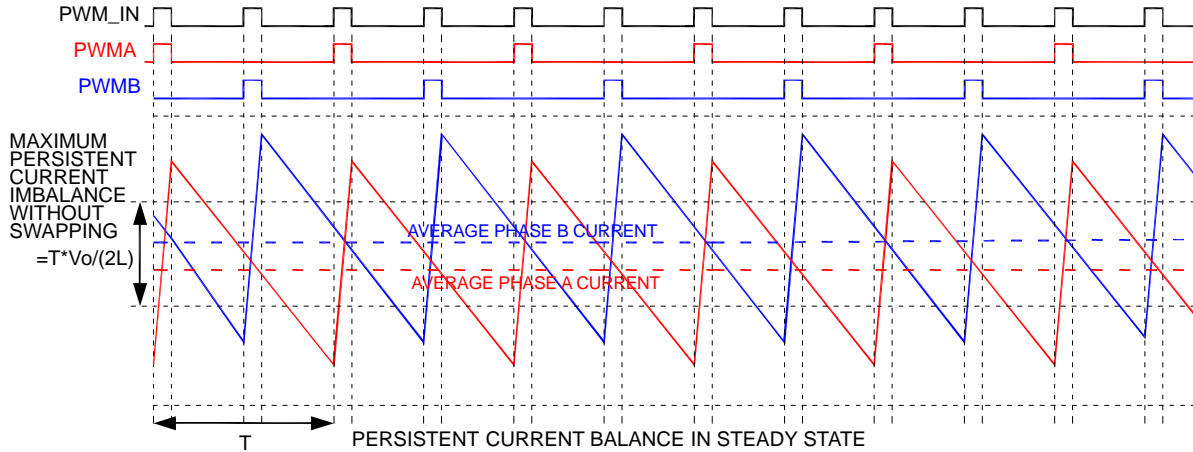 PWM_IN
PWMA
PWMB
MAXIMUM
PERSISTENT
CURRENT
IMBALANCE
WITHOUT
SWAPPING
=T*Vo/(2L)
AVERAGE PHASE B CURRENT
AVERAGE PHASE A CURRENT
T
PERSISTENT CURRENT BALANCE IN STEADY STATE